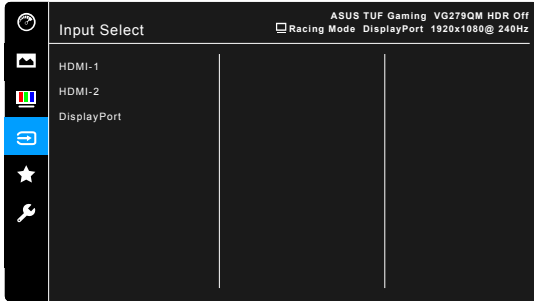 ASUS TUF Gaming VG279QM HDR Off
Input Select
Racing Mode DisplayPort 1920x1080@ 240Hz
HDMI-1
HDMI-2
DisplayPort